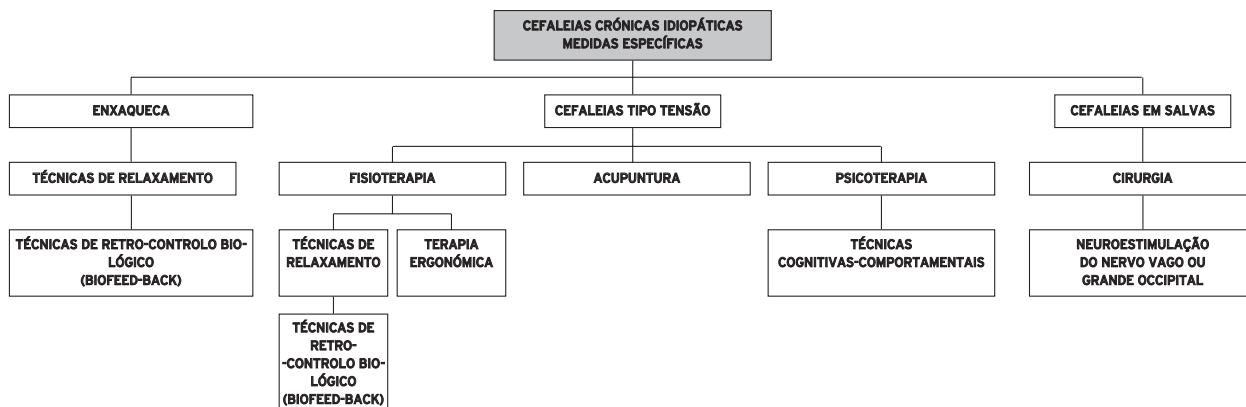 CEFALEIAS CRÓNICAS IDIOPÁTICAS
MEDIDAS ESPECÍFICAS
ENXAQUECA
CEFALEIAS TIPO TENSÃO
CEFALEIAS EM SALVAS
TÉCNICAS DE RELAXAMENTO
FISIOTERAPIA
ACUPUNTURA
PSICOTERAPIA
CIRURGIA
TÉCNICAS DE RETRO-CONTROLO BIO-
LÓGICO
(BIOFEED-BACK)
TÉCNICAS DE
RELAXAMENTO
TERAPIA
ERGONÓMICA
TÉCNICAS
COGNITIVAS-COMPORTAMENTAIS
NEUROESTIMULAÇÃO
DO NERVO VAGO OU
GRANDE OCCIPITAL
TÉCNICAS DE
RETRO-
-CONTROLO BIO-
LÓGICO
(BIOFEED-BACK)